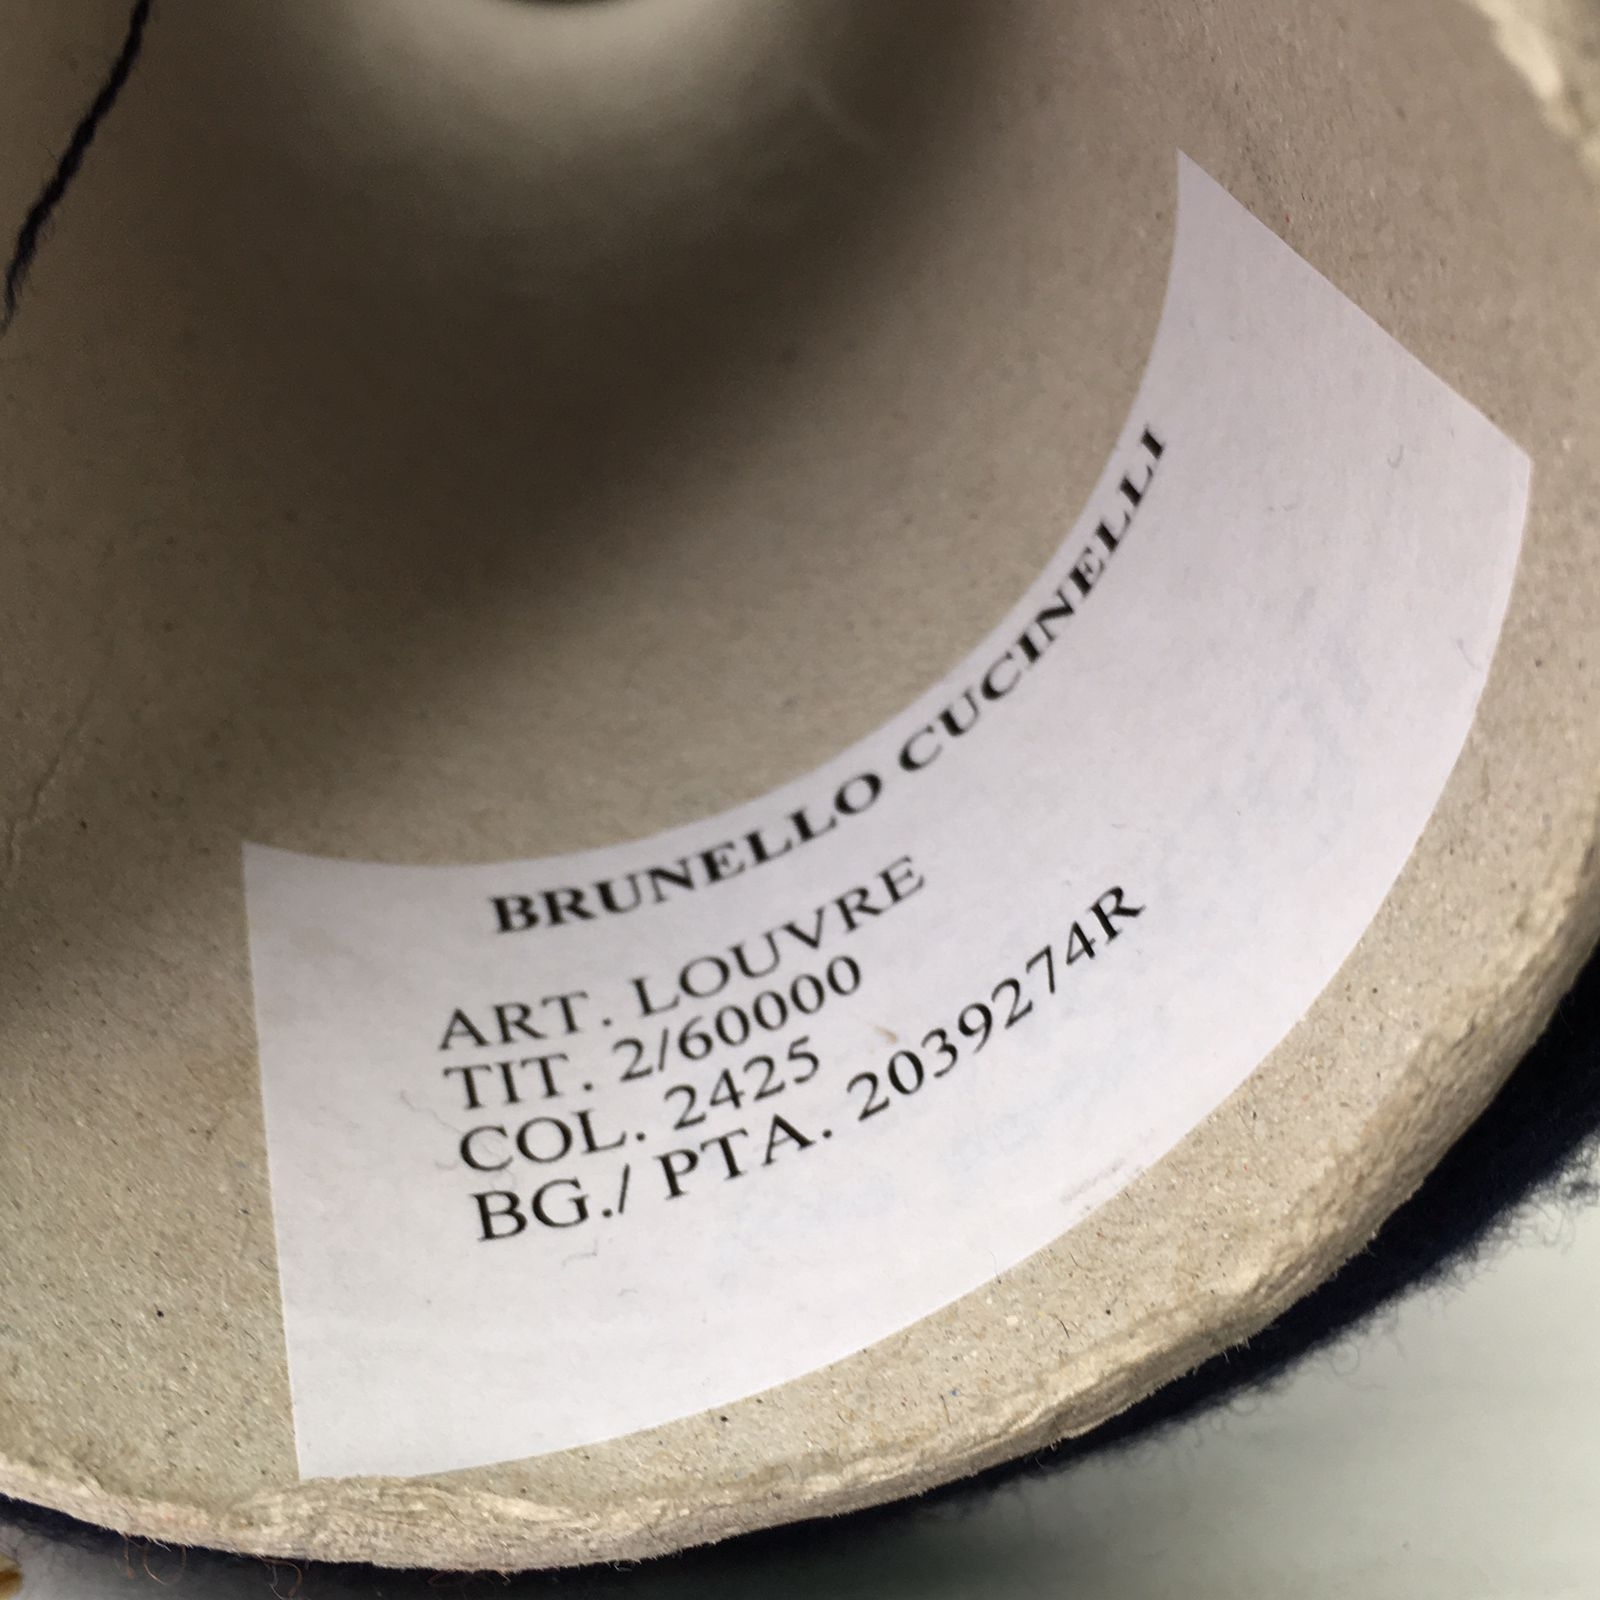 BRUNELLO CUCINELLI
ART. LOUVRE
TIT. 2/60000
COL. 2425
BG./ PTA. 2039274R